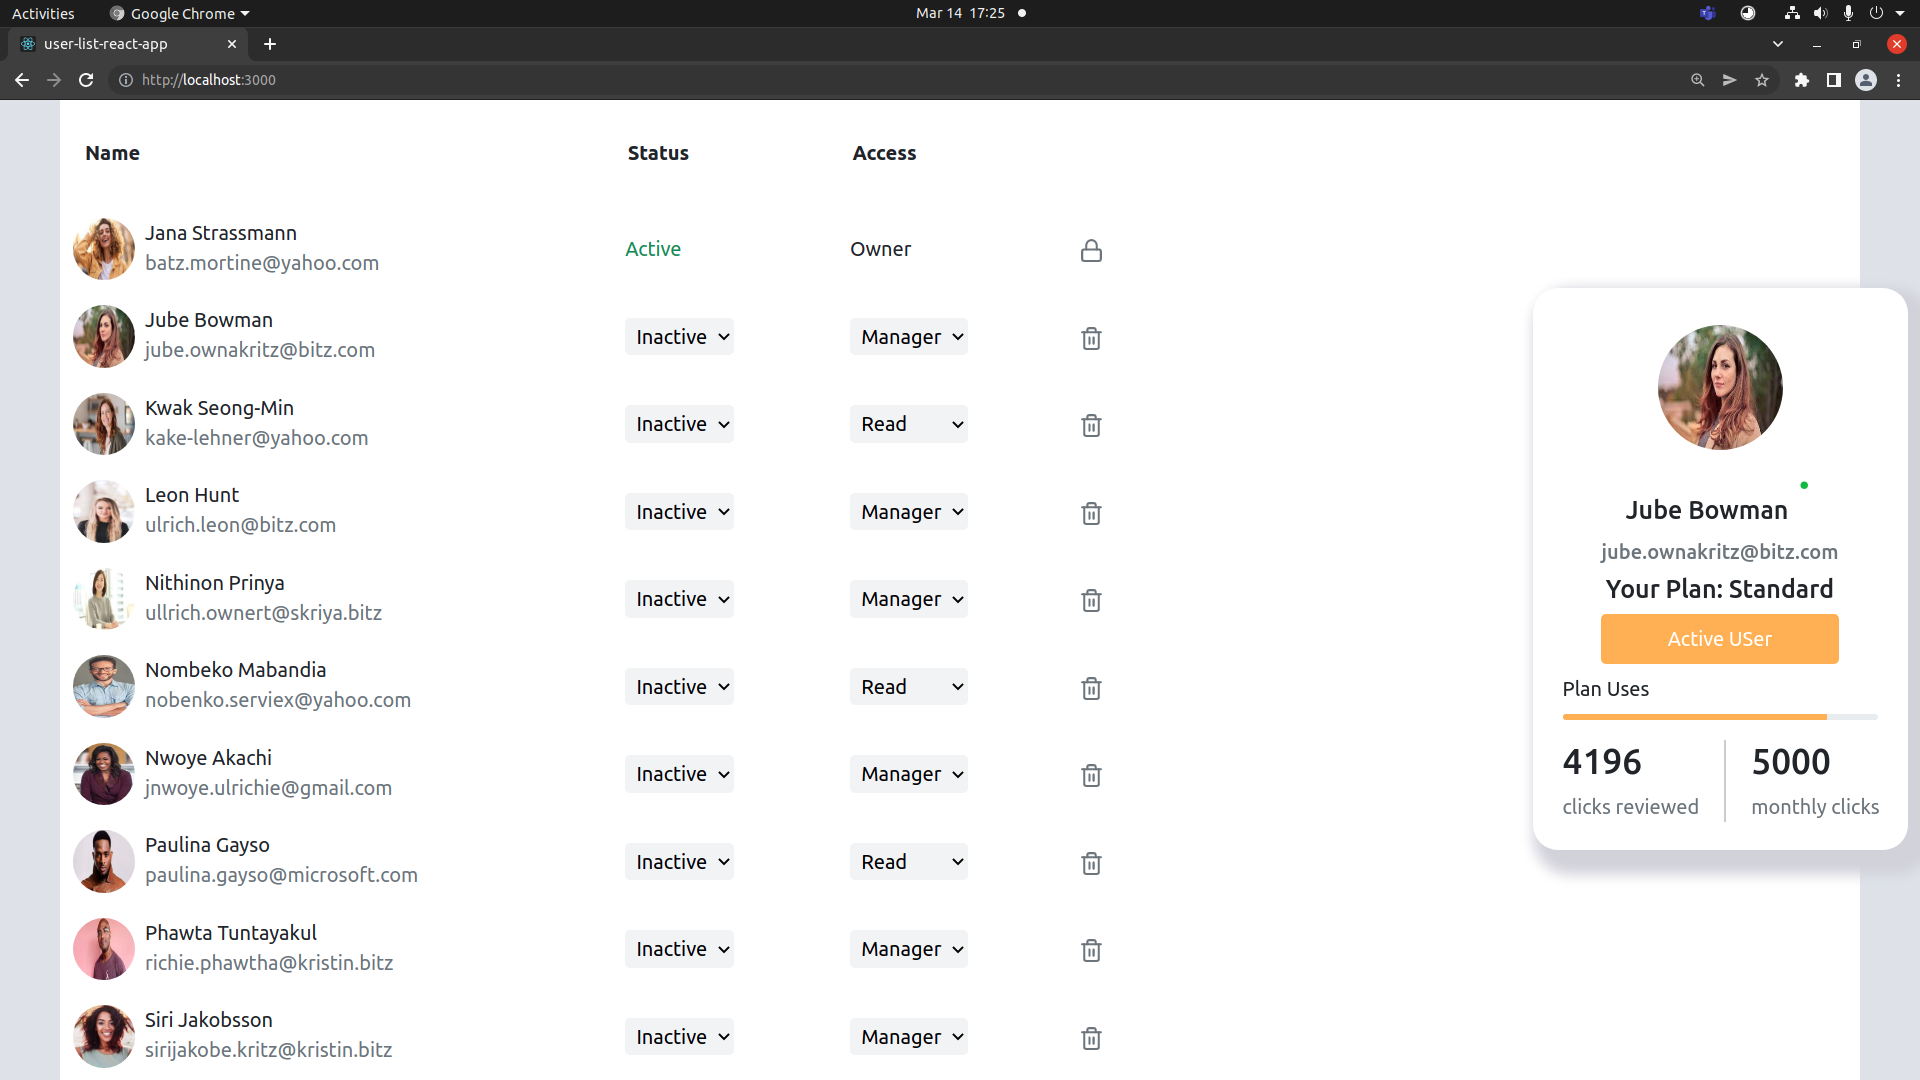 Activities Google Chrome Mar 14 17:25
user-list-react-app
http://localhost:3000
Name Status Access
Jana Strassmann
batz.mortine@yahoo.com
Active Owner
Jube Bowman
jube.ownakritz@bitz.com
Inactive Manager
Kwak Seong-Min
kake-lehner@yahoo.com
Inactive Read
Leon Hunt
ulrich.leon@bitz.com
Inactive Manager
Nithinon Prinya
ullrich.ownert@skriya.bitz
Inactive Manager
Nombeko Mabandia
nobenko.serviex@yahoo.com
Inactive Read
Nwoye Akachi
jnwoye.ulrichie@gmail.com
Inactive Manager
Paulina Gayso
paulina.gayso@microsoft.com
Inactive Read
Phawta Tuntayakul
richie.phawtha@kristin.bitz
Inactive Manager
Siri Jakobsson
sirijakobe.kritz@kristin.bitz
Inactive Manager
Jube Bowman
jube.ownakritz@bitz.com
Your Plan: Standard
Active USer
Plan Uses
4196 5000
clicks reviewed monthly clicks